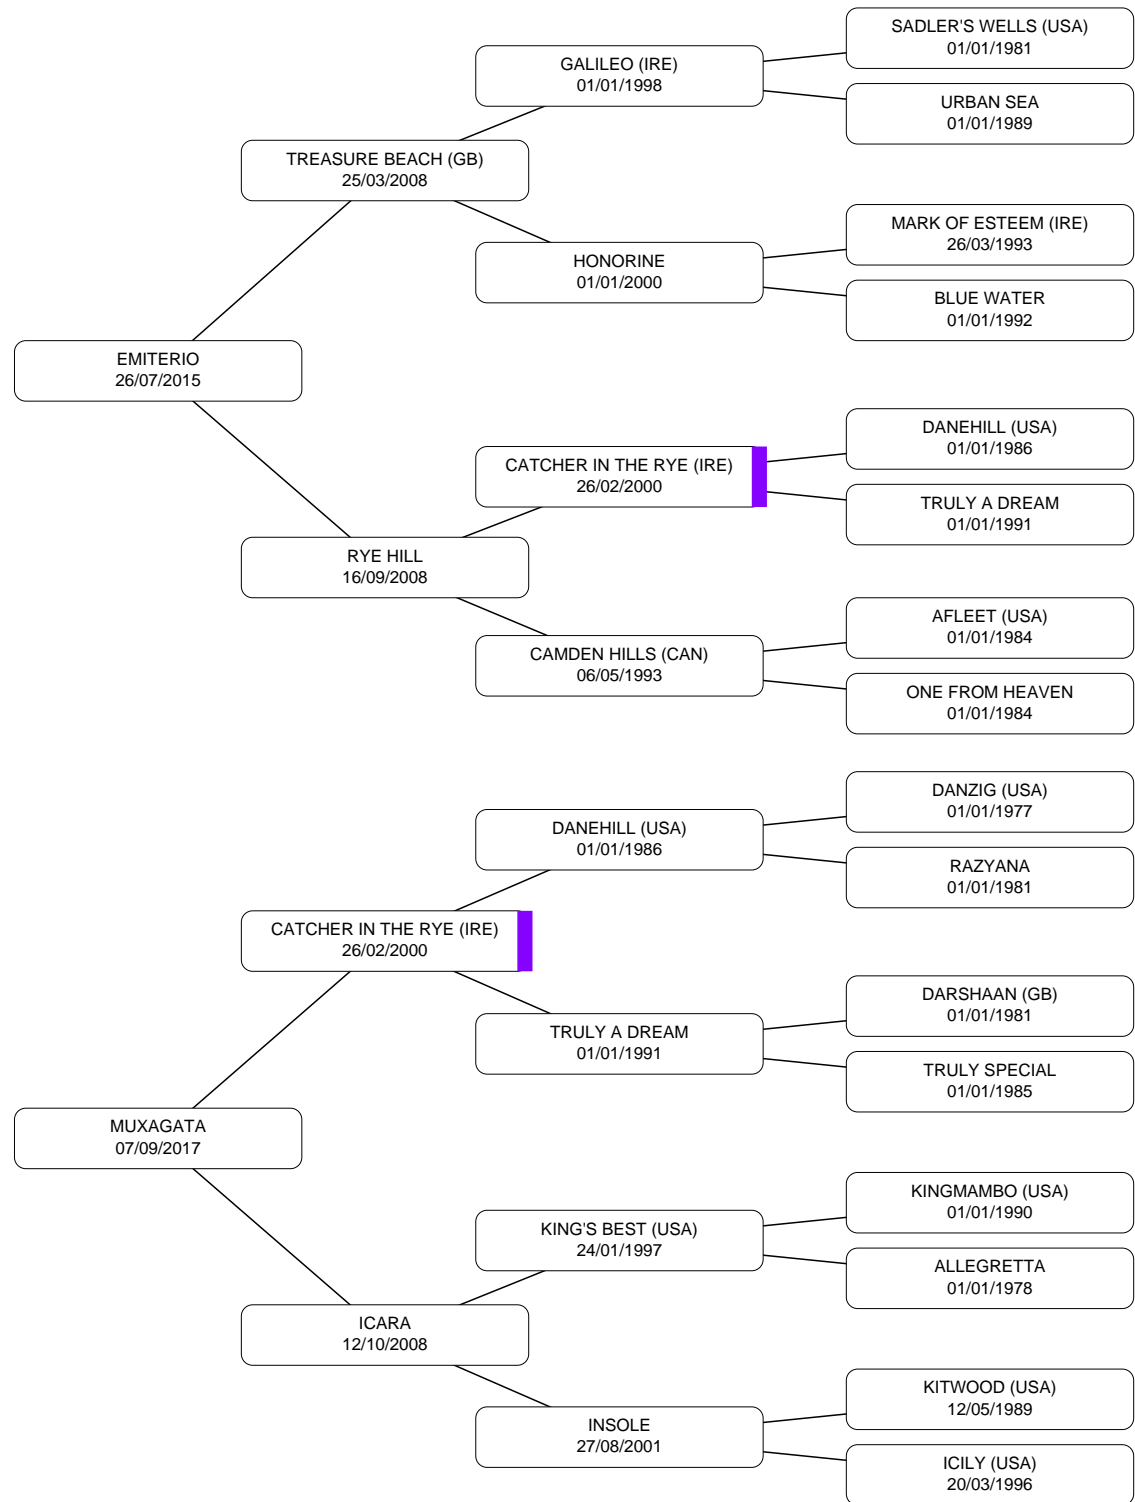 SADLER'S WELLS (USA)
01/01/1981
GALILEO (IRE)
01/01/1998
URBAN SEA
01/01/1989
TREASURE BEACH (GB)
25/03/2008
MARK OF ESTEEM (IRE)
26/03/1993
HONORINE
01/01/2000
BLUE WATER
01/01/1992
EMITERIO
26/07/2015
DANEHILL (USA)
01/01/1986
CATCHER IN THE RYE (IRE)
26/02/2000
TRULY A DREAM
01/01/1991
RYE HILL
16/09/2008
AFLEET (USA)
01/01/1984
CAMDEN HILLS (CAN)
06/05/1993
ONE FROM HEAVEN
01/01/1984
DANZIG (USA)
01/01/1977
DANEHILL (USA)
01/01/1986
RAZYANA
01/01/1981
CATCHER IN THE RYE (IRE)
26/02/2000
DARSHAAN (GB)
01/01/1981
TRULY A DREAM
01/01/1991
TRULY SPECIAL
01/01/1985
MUXAGATA
07/09/2017
KINGMAMBO (USA)
01/01/1990
KING'S BEST (USA)
24/01/1997
ALLEGRETTA
01/01/1978
ICARA
12/10/2008
KITWOOD (USA)
12/05/1989
INSOLE
27/08/2001
ICILY (USA)
20/03/1996